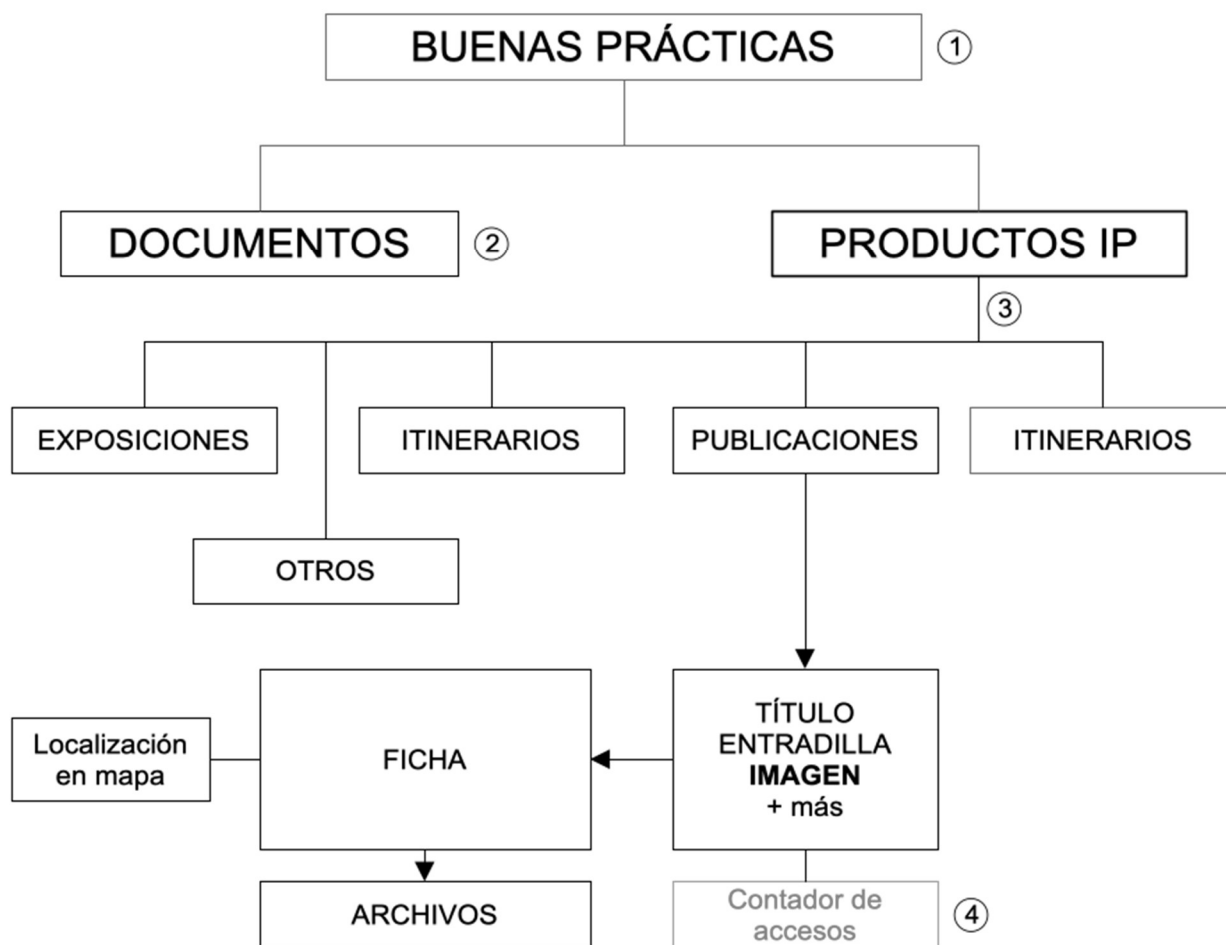 BUENAS PRÁCTICAS
①
DOCUMENTOS
②
PRODUCTOS IP
③
EXPOSICIONES
ITINERARIOS
PUBLICACIONES
ITINERARIOS
OTROS
Localización
en mapa
FICHA
TÍTULO
ENTRADILLA
IMAGEN
+ más
ARCHIVOS
Contador de
accesos
④